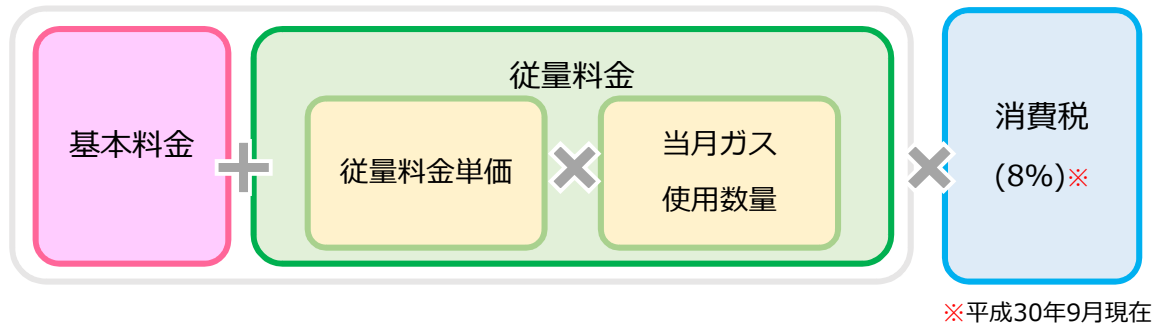 従量料金
基本料金
従量料金単価
当月ガス
使用数量
消費税
(8%)※
※平成30年9月現在